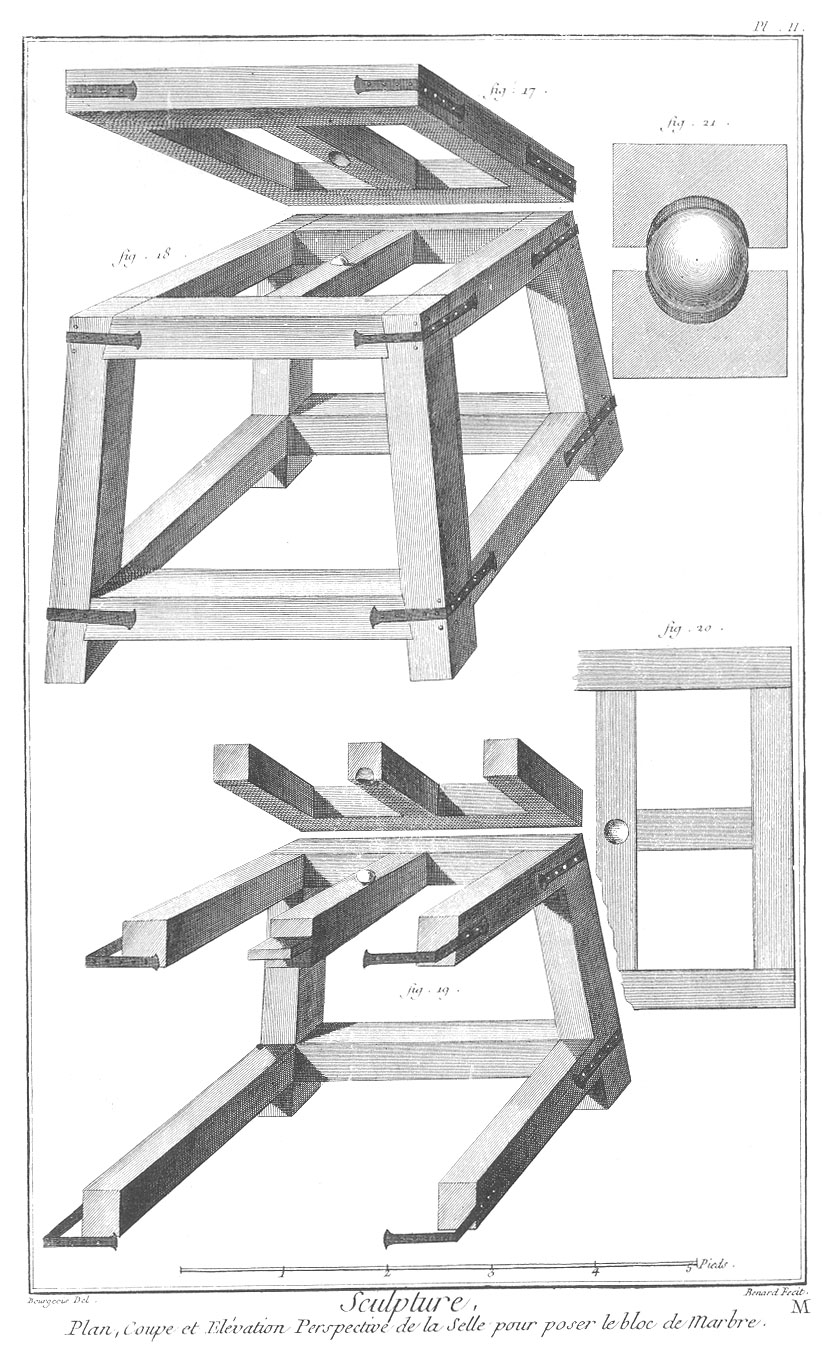 Pl . II.
fig . 17 .
fig . 21 .
fig . 18 .
fig . 20 .
fig . 19 .
1 2 3 4 5 Pieds .
Bourgeois Del .
Benard Fecit .
Sculpture,
M
Plan, Coupe et Elévation Perspective de la Selle pour poser le bloc de Marbre .